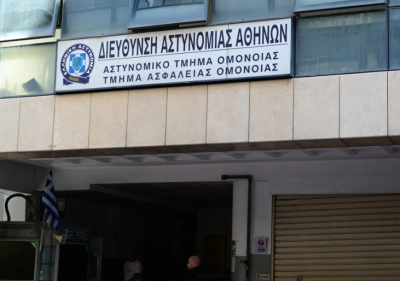 ΔΙΕΥΘΥΝΣΗ ΑΣΤΥΝΟΜΙΑΣ ΑΘΗΝΩΝ
ΑΣΤΥΝΟΜΙΚΟ ΤΜΗΜΑ ΟΜΟΝΟΙΑΣ
ΤΜΗΜΑ ΑΣΦΑΛΕΙΑΣ ΟΜΟΝΟΙΑΣ